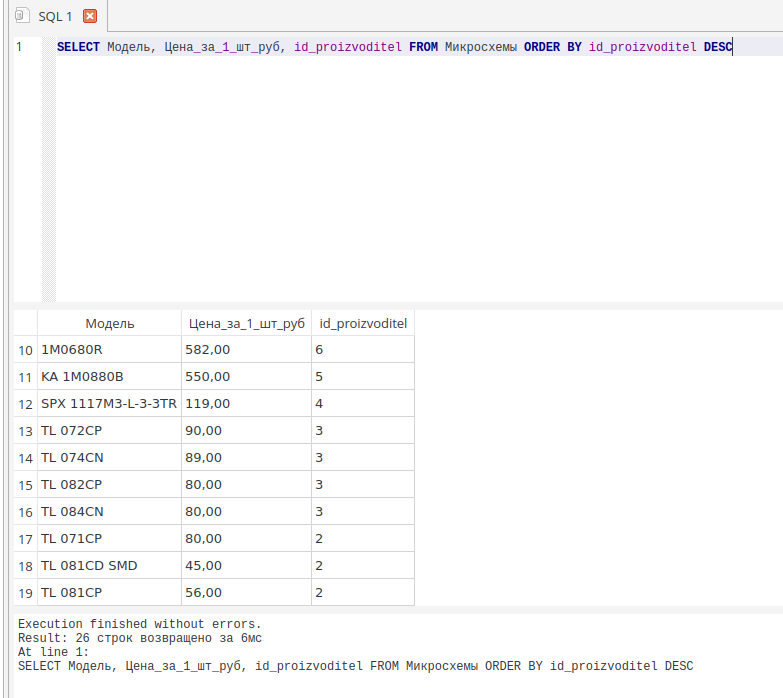 SQL 1
1 SELECT Модель, Цена_за_1_шт_руб, id_proizvoditel FROM Микросхемы ORDER BY id_proizvoditel DESC
Модель Цена_за_1_шт_руб id_proizvoditel
10 1M0680R 582,00 6
11 KA 1M0880B 550,00 5
12 SPX 1117M3-L-3-3TR 119,00 4
13 TL 072CP 90,00 3
14 TL 074CN 89,00 3
15 TL 082CP 80,00 3
16 TL 084CN 80,00 3
17 TL 071CP 80,00 2
18 TL 081CD SMD 45,00 2
19 TL 081CP 56,00 2
Execution finished without errors.
Result: 26 строк возвращено за 6мс
At line 1:
SELECT Модель, Цена_за_1_шт_руб, id_proizvoditel FROM Микросхемы ORDER BY id_proizvoditel DESC